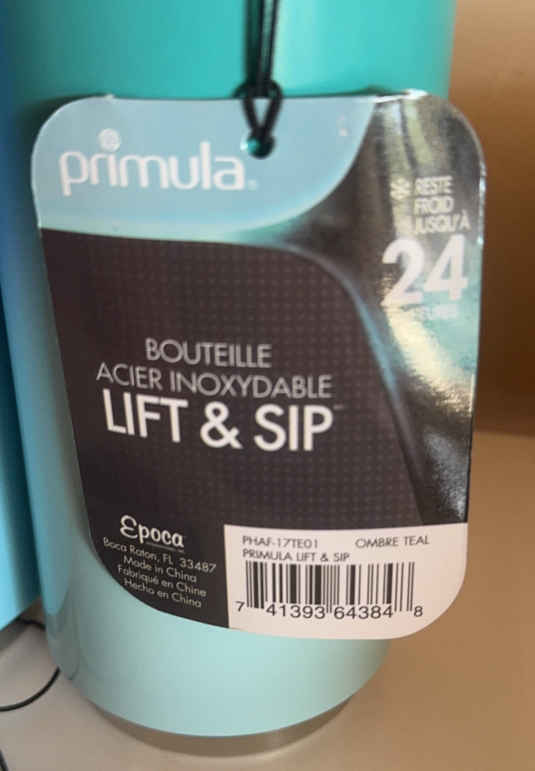 primula
RESTE
FROID
JUSQU'À
24
HEURES
BOUTEILLE
ACIER INOXYDABLE
LIFT & SIP™
Epoca
Boca Raton, FL 33487
Made in China
Fabriqué en Chine
Hecho en China
PHAF-17TE01 OMBRE TEAL
PRIMULA LIFT & SIP
7 41393 64384 8